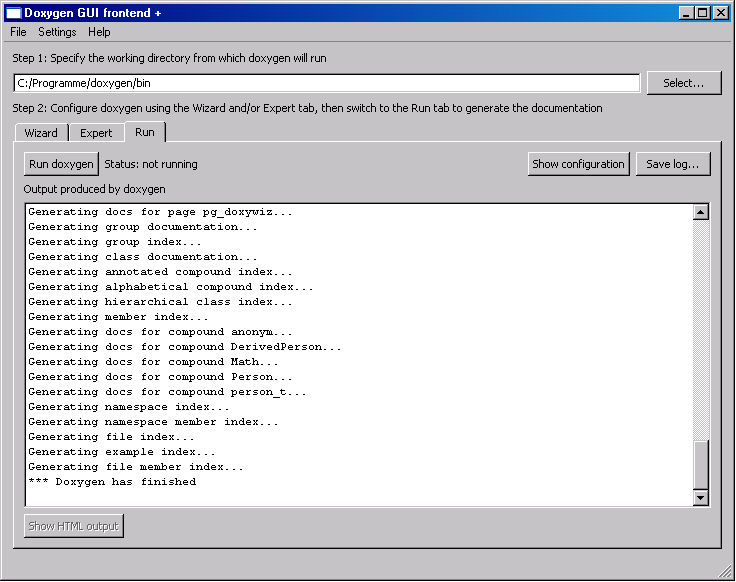 Doxygen GUI frontend +
File Settings Help
Step 1: Specify the working directory from which doxygen will run
C:/Programme/doxygen/bin Select...
Step 2: Configure doxygen using the Wizard and/or Expert tab, then switch to the Run tab to generate the documentation
Wizard Expert Run
Run doxygen Status: not running Show configuration Save log...
Output produced by doxygen
Generating docs for page pg_doxywiz...
Generating group documentation...
Generating group index...
Generating class documentation...
Generating annotated compound index...
Generating alphabetical compound index...
Generating hierarchical class index...
Generating member index...
Generating docs for compound anonym...
Generating docs for compound DerivedPerson...
Generating docs for compound Math...
Generating docs for compound Person...
Generating docs for compound person_t...
Generating namespace index...
Generating namespace member index...
Generating file index...
Generating example index...
Generating file member index...
*** Doxygen has finished
Show HTML output